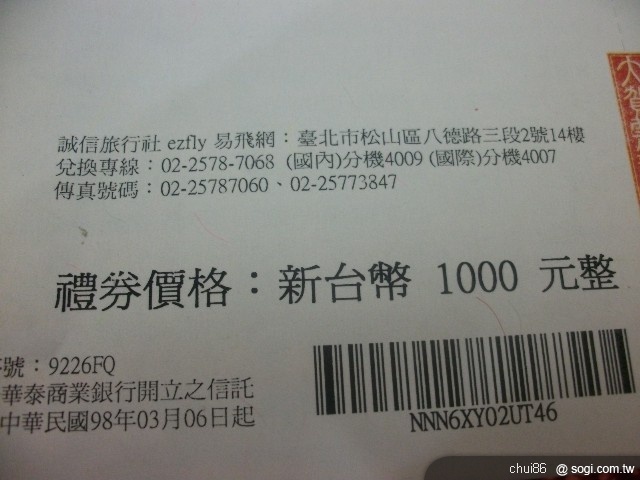 誠信旅行社 ezfly 易飛網：臺北市松山區八德路三段2號14樓
兌換專線：02-2578-7068 (國內)分機4009 (國際)分機4007
傳真號碼：02-25787060、02-25773847
禮券價格：新台幣 1000 元整
號：9226FQ
華泰商業銀行開立之信託
中華民國98年03月06日起
NNN6XY02UT46
chui86 @ sogi.com.tw